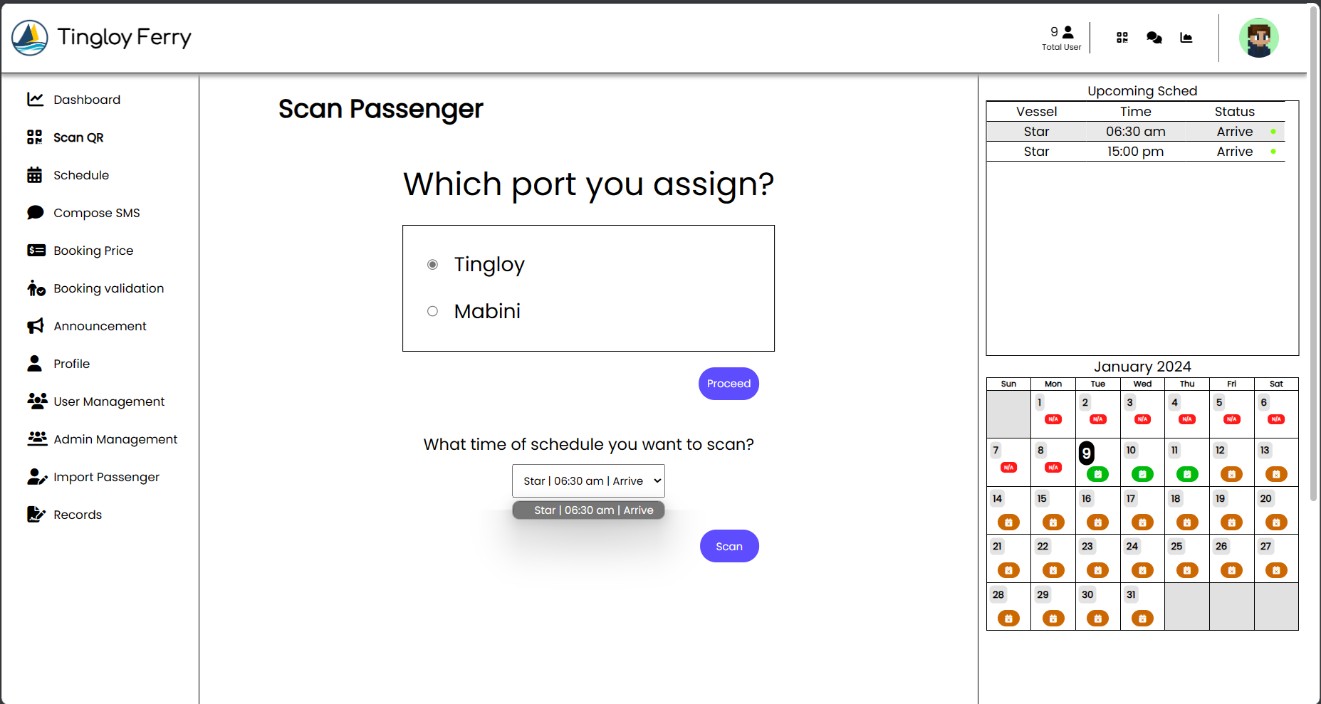 Tingloy Ferry
9
Total User
Dashboard
Scan QR
Schedule
Compose SMS
Booking Price
Booking validation
Announcement
Profile
User Management
Admin Management
Import Passenger
Records
Scan Passenger
Which port you assign?
Tingloy
Mabini
Proceed
What time of schedule you want to scan?
Star | 06:30 am | Arrive
Star | 06:30 am | Arrive
Scan
Upcoming Sched
Vessel Time Status
Star 06:30 am Arrive
Star 15:00 pm Arrive
January 2024
Sun Mon Tue Wed Thu Fri Sat
1 2 3 4 5 6
N/A N/A N/A N/A N/A N/A
7 8 9 10 11 12 13
N/A N/A
14 15 16 17 18 19 20
21 22 23 24 25 26 27
28 29 30 31